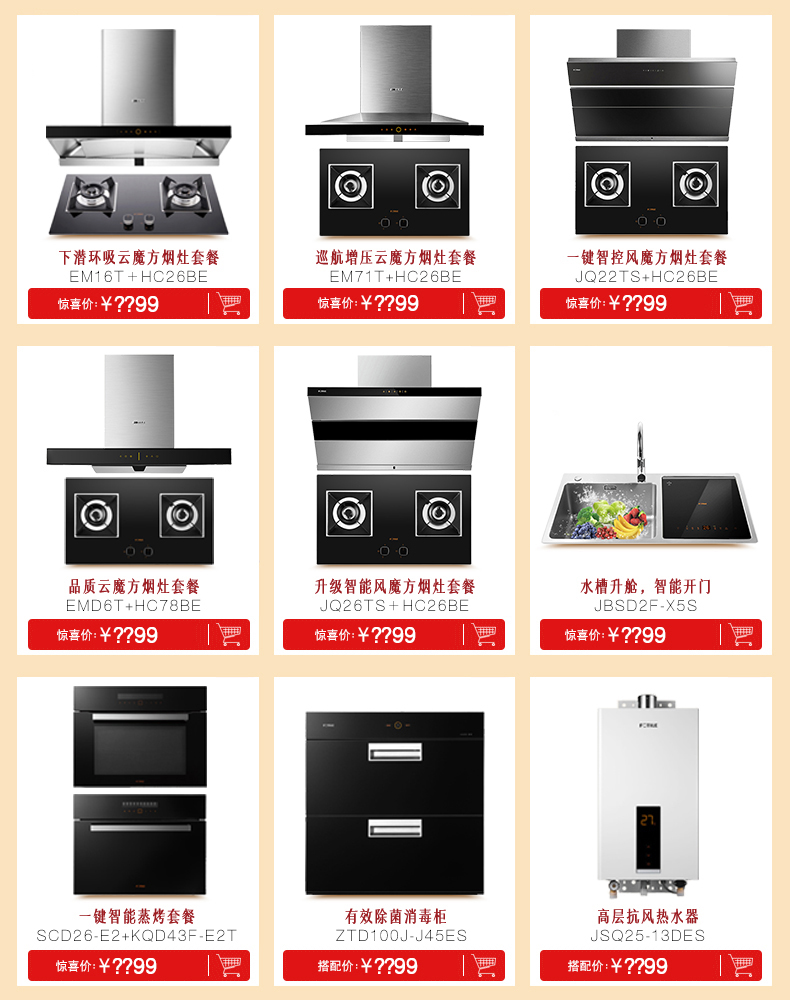 下潜环吸云魔方烟灶套餐
EM16T+HC26BE
惊喜价:¥??99
巡航增压云魔方烟灶套餐
EM71T+HC26BE
惊喜价:¥??99
一键智控风魔方烟灶套餐
JQ22TS+HC26BE
惊喜价:¥??99
品质云魔方烟灶套餐
EMD6T+HC78BE
惊喜价:¥??99
升级智能风魔方烟灶套餐
JQ26TS+HC26BE
惊喜价:¥??99
水槽升舱，智能开门
JBSD2F-X5S
惊喜价:¥??99
27
一键智能蒸烤套餐
SCD26-E2+KQD43F-E2T
惊喜价:¥??99
有效除菌消毒柜
ZTD100J-J45ES
搭配价:¥??99
高层抗风热水器
JSQ25-13DES
搭配价:¥??99